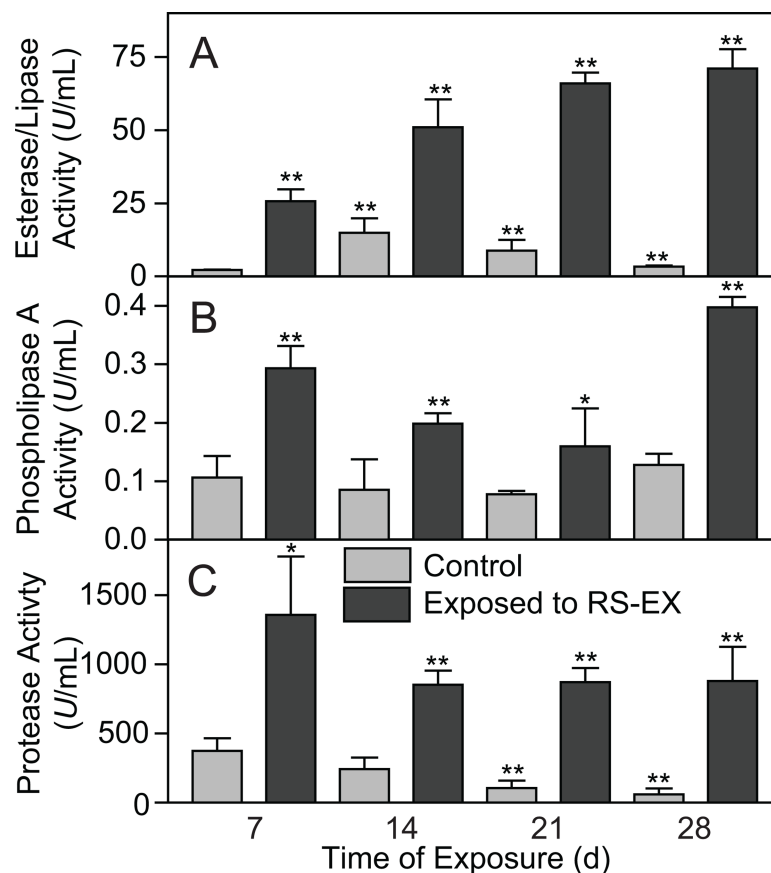 A
Esterase/Lipase
Activity (U/mL)
75
50
25
0
**
**
**
**
**
**
**
B
Phospholipase A
Activity (U/mL)
0.4
0.3
0.2
0.1
0.0
**
**
*
**
C
Protease Activty
(U/mL)
1500
1000
500
0
Control
Exposed to RS-EX
*
**
**
**
**
**
7 14 21 28
Time of Exposure (d)